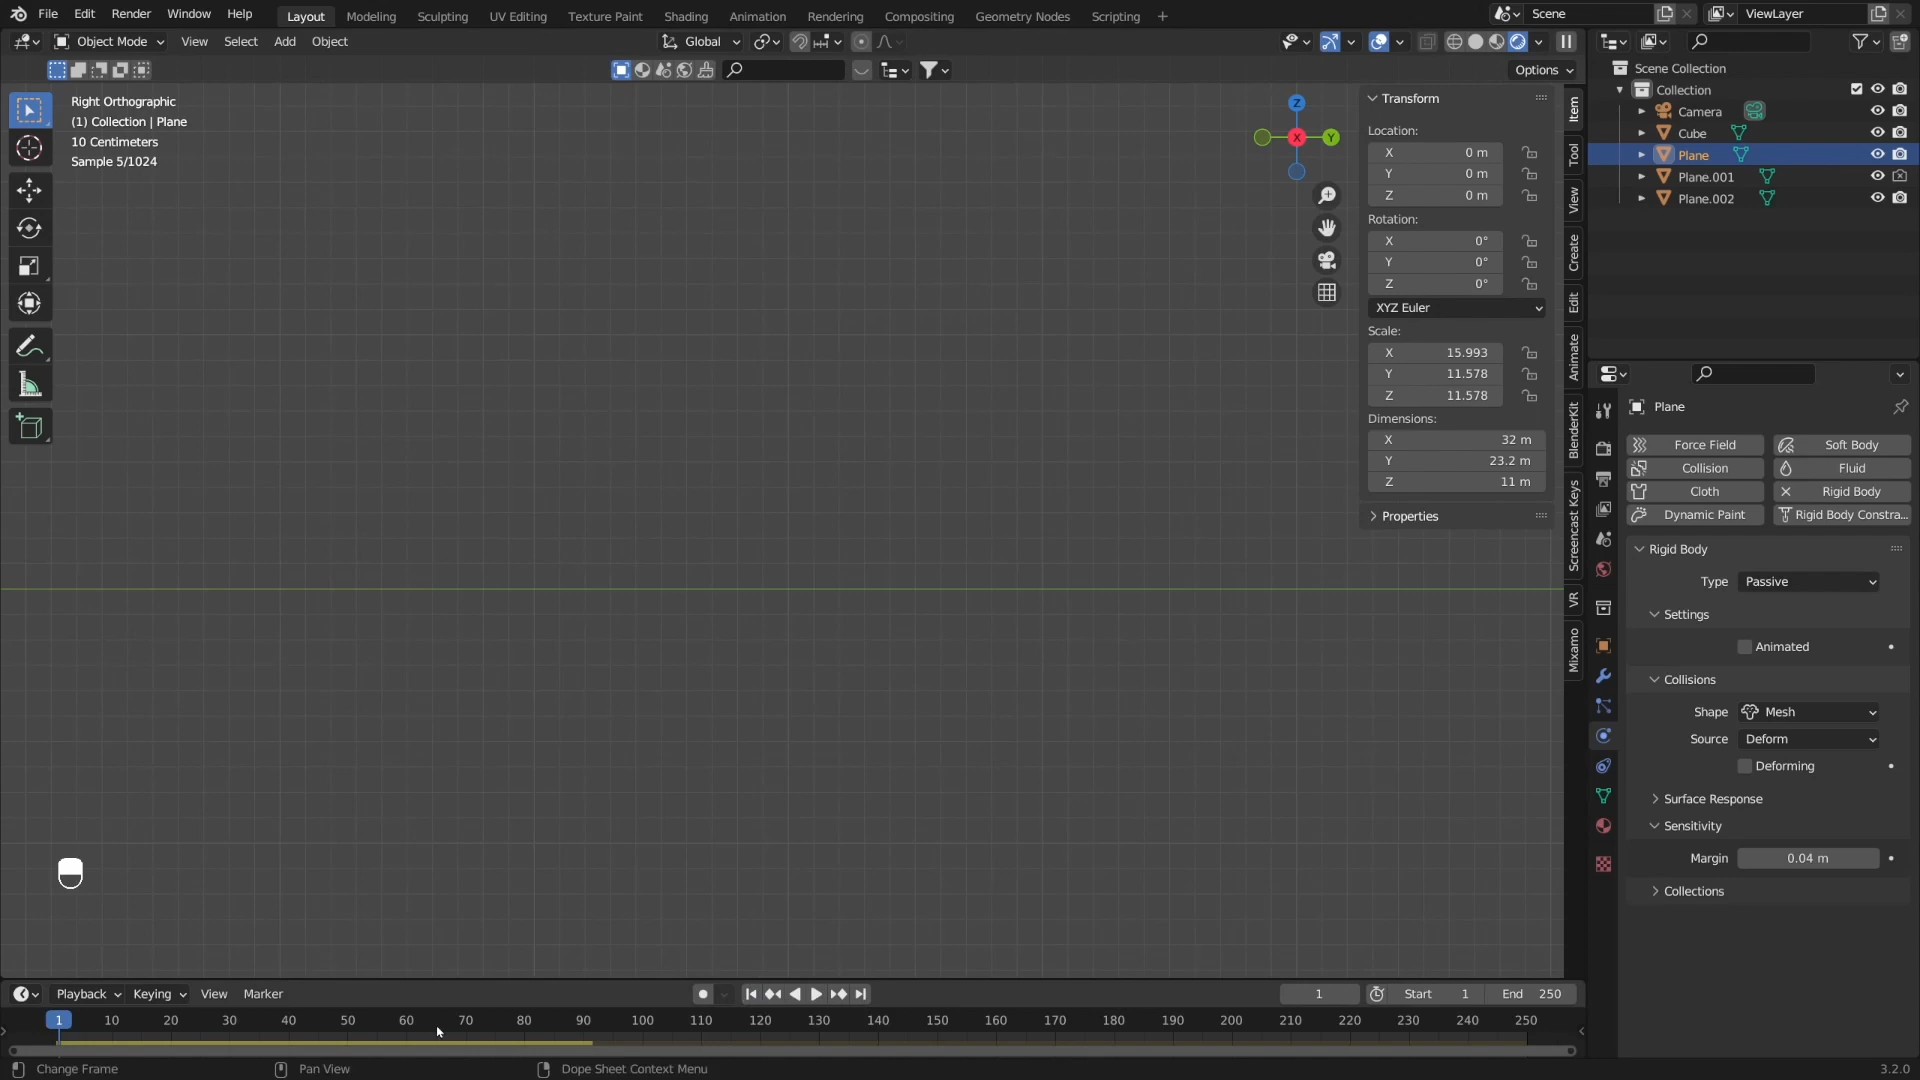 File Edit Render Window Help
Layout Modeling Sculpting UV Editing Texture Paint Shading Animation Rendering Compositing Geometry Nodes Scripting +
Scene
ViewLayer
Object Mode View Select Add Object
Global
Options
Right Orthographic
(1) Collection | Plane
10 Centimeters
Sample 5/1024
Z
X
Y
Transform
Location:
X 0 m
Y 0 m
Z 0 m
Rotation:
X 0°
Y 0°
Z 0°
XYZ Euler
Scale:
X 15.993
Y 11.578
Z 11.578
Dimensions:
X 32 m
Y 23.2 m
Z 11 m
Properties
Item
Tool
View
Create
Edit
Animate
BlenderKit
Screencast Keys
VR
Mixamo
Scene Collection
Collection
Camera
Cube
Plane
Plane.001
Plane.002
Plane
Force Field Soft Body
Collision Fluid
Cloth Rigid Body
Dynamic Paint Rigid Body Constra...
Rigid Body
Type Passive
Settings
Animated
Collisions
Shape Mesh
Source Deform
Deforming
Surface Response
Sensitivity
Margin 0.04 m
Collections
Playback Keying View Marker
1 Start 1 End 250
1 10 20 30 40 50 60 70 80 90 100 110 120 130 140 150 160 170 180 190 200 210 220 230 240 250
Change Frame Pan View Dope Sheet Context Menu 3.2.0